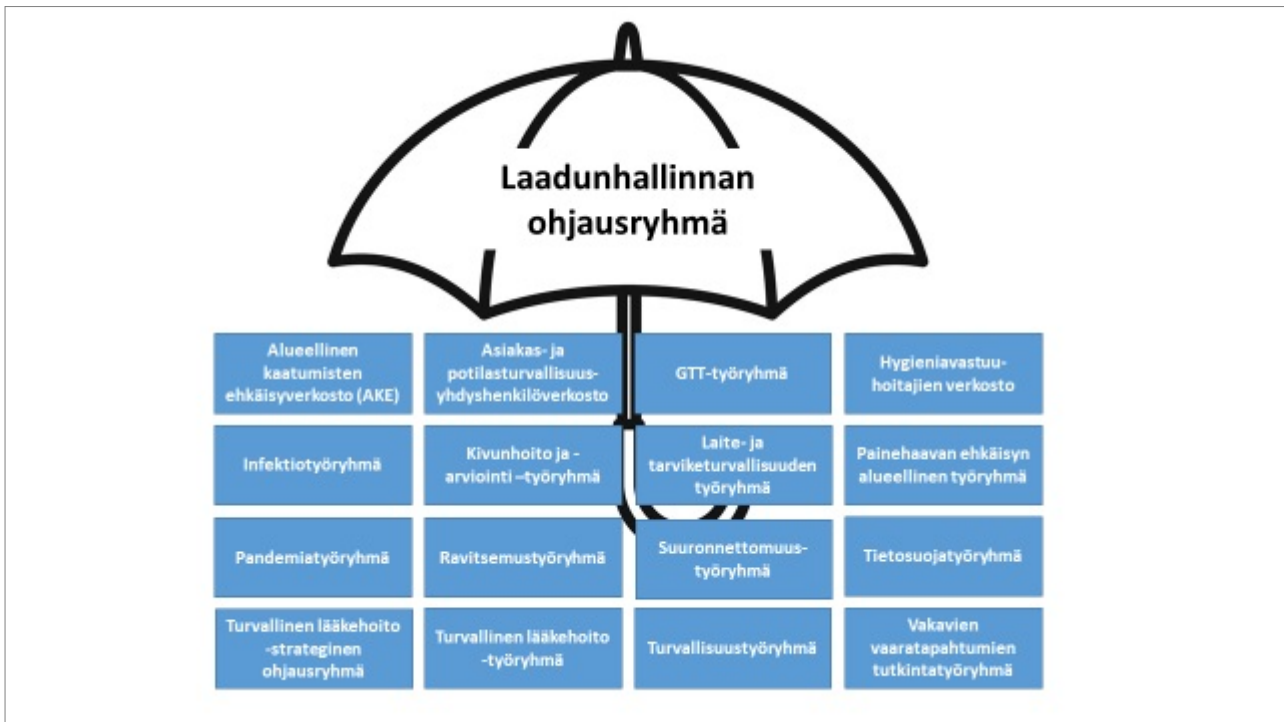 Laadunhallinnan
ohjausryhmä
Alueellinen
kaatumisten
ehkäisyverkosto (AKE)
Asiakas- ja
potilasturvallisuus-
yhdyshenkilöverkosto
GTT-työryhmä
Hygieniavastuu-
hoitajien verkosto
Infektiotyöryhmä
Kivunhoito ja -
arviointi –työryhmä
Laite- ja
tarviketurvallisuuden
työryhmä
Painehaavan ehkäisyn
alueellinen työryhmä
Pandemiatyöryhmä
Ravitsemustyöryhmä
Suuronnettomuus-
työryhmä
Tietosuojatyöryhmä
Turvallinen lääkehoito
-strateginen
ohjausryhmä
Turvallinen lääkehoito
-työryhmä
Turvallisuustyöryhmä
Vakavien
vaaratapahtumien
tutkintatyöryhmä